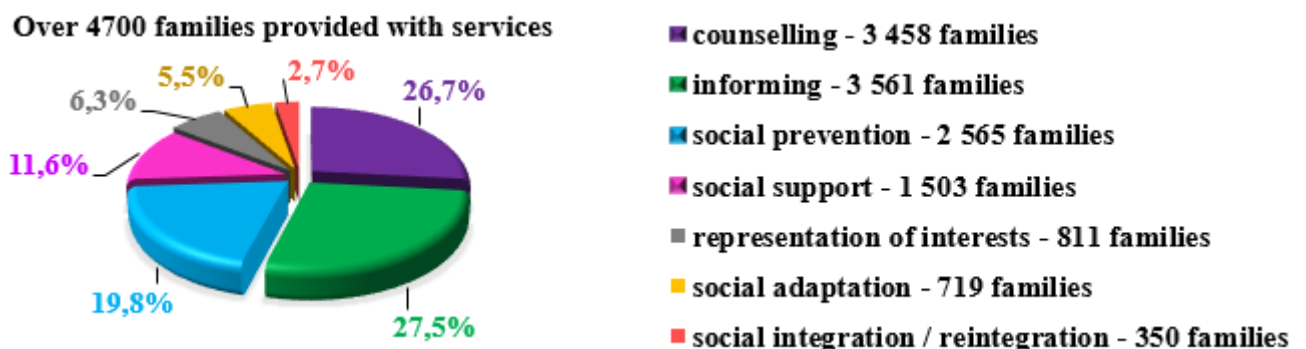 Over 4700 families provided with services
5,5%
2,7%
6,3%
26,7%
11,6%
19,8%
27,5%
counselling - 3 458 families
informing - 3 561 families
social prevention - 2 565 families
social support - 1 503 families
representation of interests - 811 families
social adaptation - 719 families
social integration / reintegration - 350 families